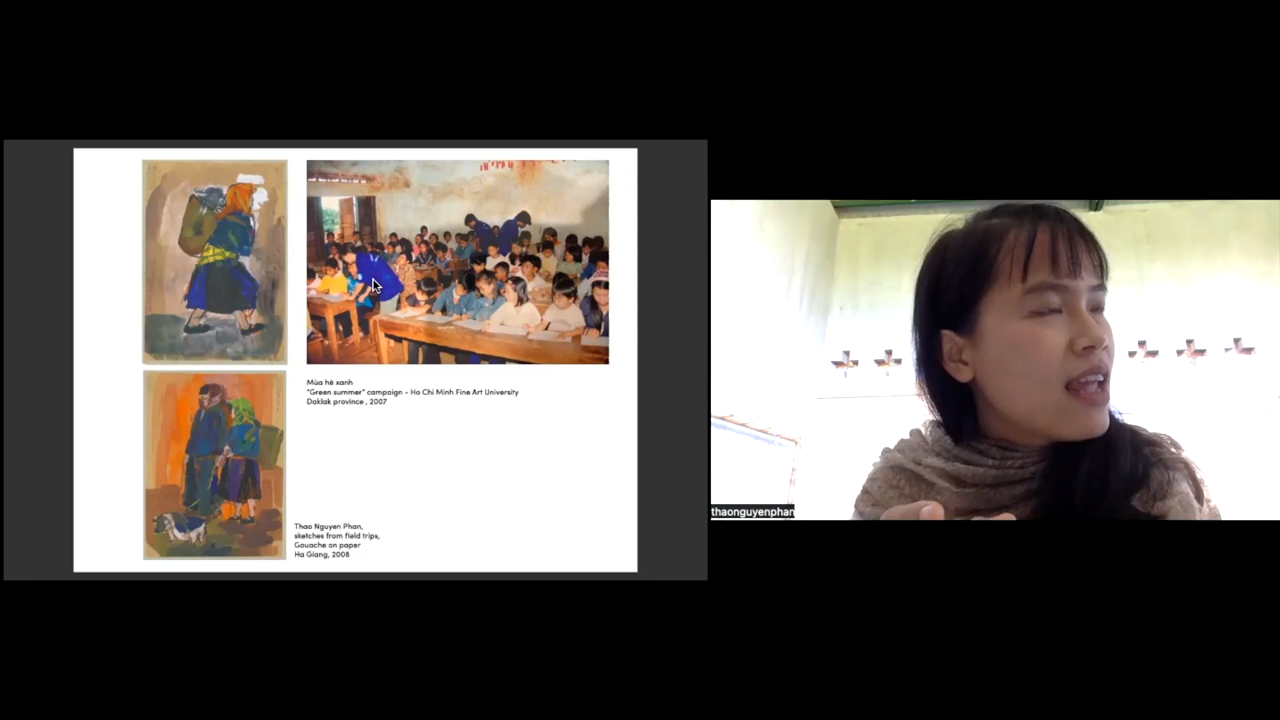 Mùa hè xanh
"Green summer" campaign - Ho Chi Minh Fine Art University
Daklak province , 2007
Thao Nguyen Phan,
sketches from field trips,
Gouache on paper
Ha Giang, 2008
thaonguyenphan